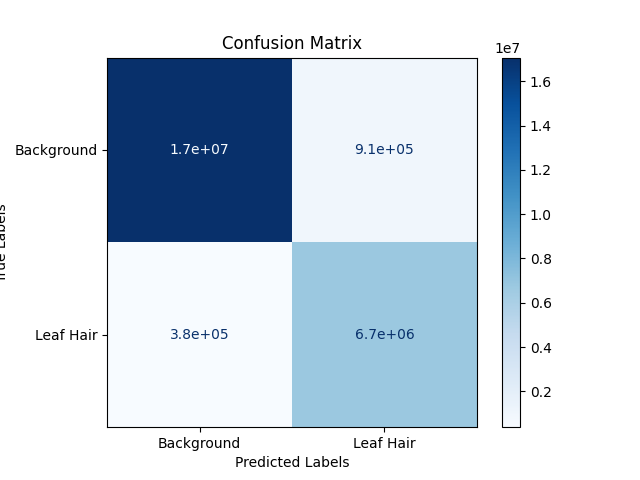 Confusion Matrix
1e7
Background
1.7e+07
9.1e+05
Leaf Hair
3.8e+05
6.7e+06
Background
Leaf Hair
Predicted Labels
Labels
1.6
1.4
1.2
1.0
0.8
0.6
0.4
0.2